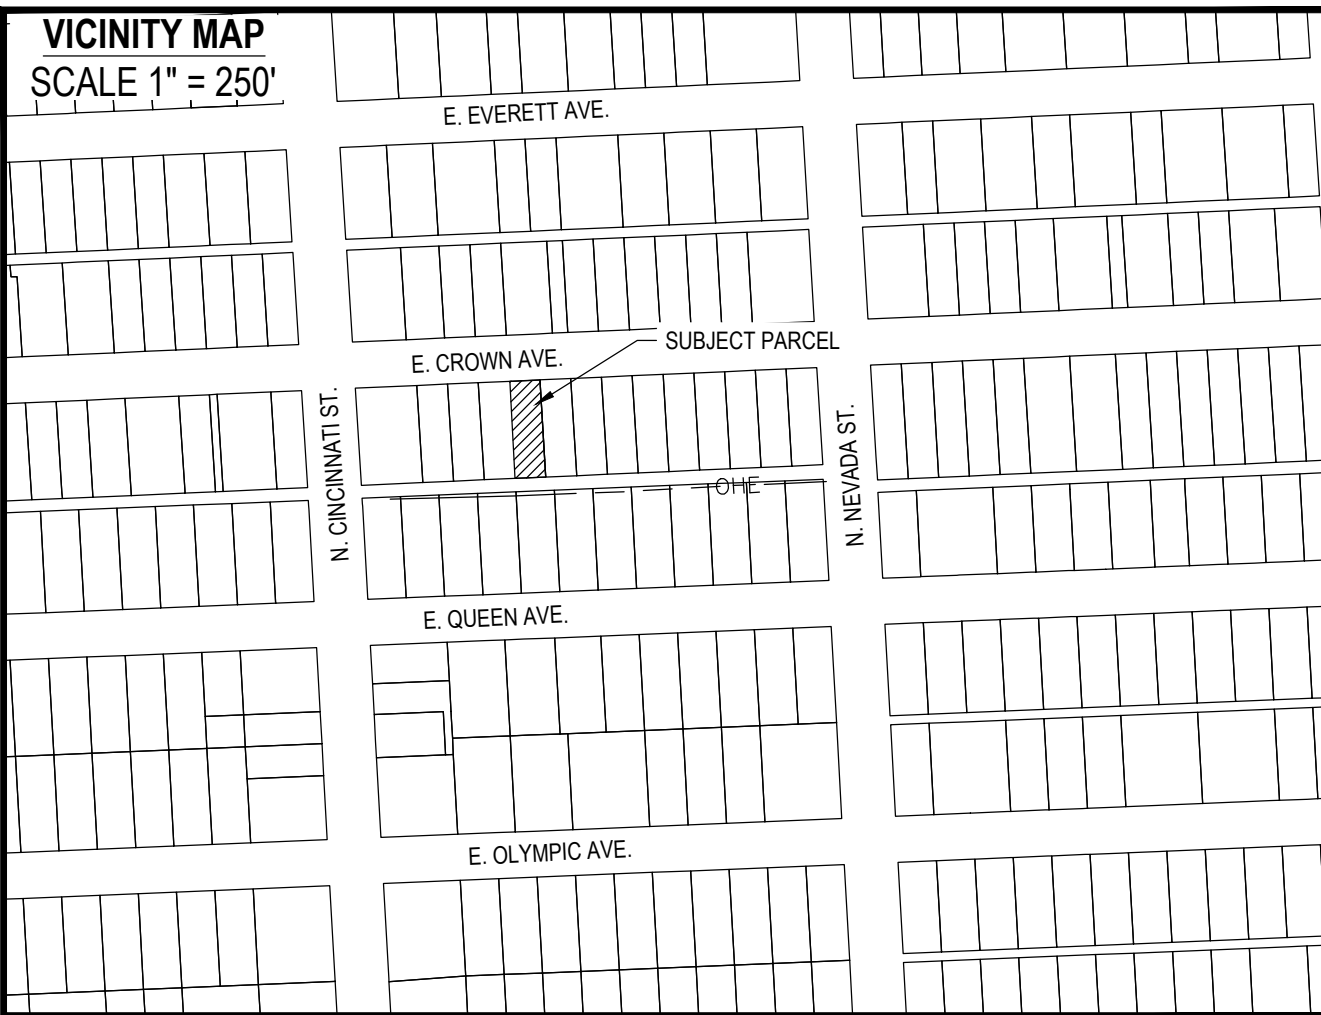 VICINITY MAP
SCALE 1" = 250'
E. EVERETT AVE.
SUBJECT PARCEL
E. CROWN AVE.
N. CINCINNATI ST.
N. NEVADA ST.
OHE
E. QUEEN AVE.
E. OLYMPIC AVE.